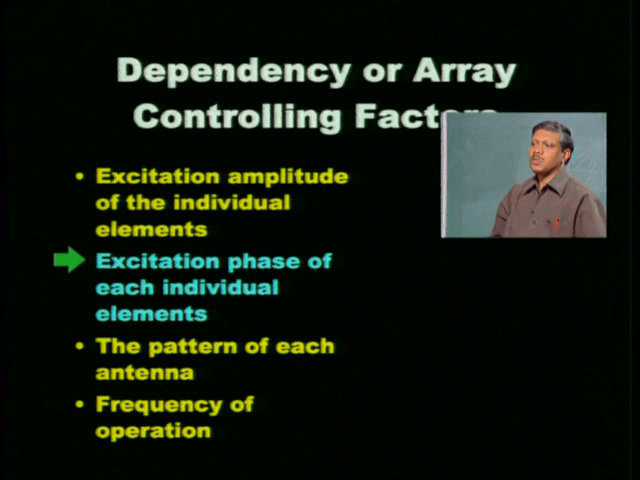 Dependency or Array
Controlling Factors
• Excitation amplitude
of the individual
elements
Excitation phase of
each individual
elements
• The pattern of each
antenna
• Frequency of
operation